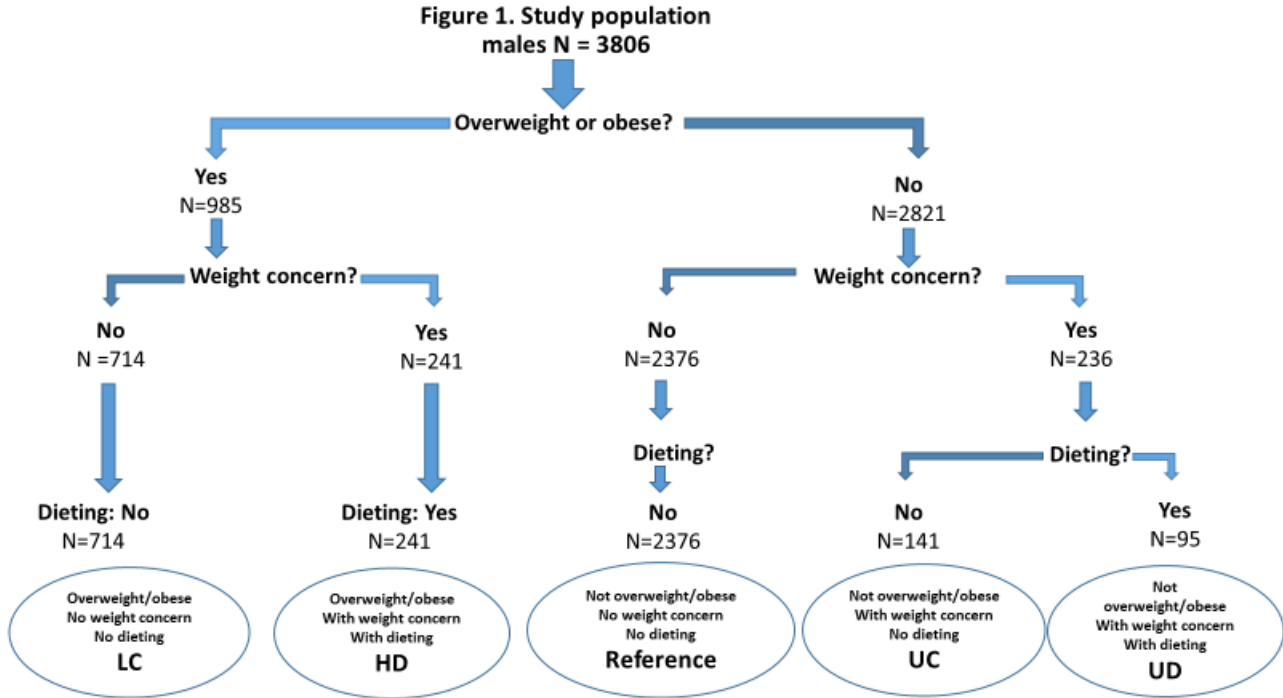 Figure 1. Study population
males N = 3806
Overweight or obese?
Yes
N=985
No
N=2821
Weight concern?
Weight concern?
No
N =714
Yes
N=241
No
N=2376
Yes
N=236
Dieting?
Dieting?
Dieting: No
N=714
Dieting: Yes
N=241
No
N=2376
No
N=141
Yes
N=95
Overweight/obese
No weight concern
No dieting
LC
Overweight/obese
With weight concern
With dieting
HD
Not overweight/obese
No weight concern
No dieting
Reference
Not overweight/obese
With weight concern
No dieting
UC
Not
overweight/obese
With weight concern
With dieting
UD